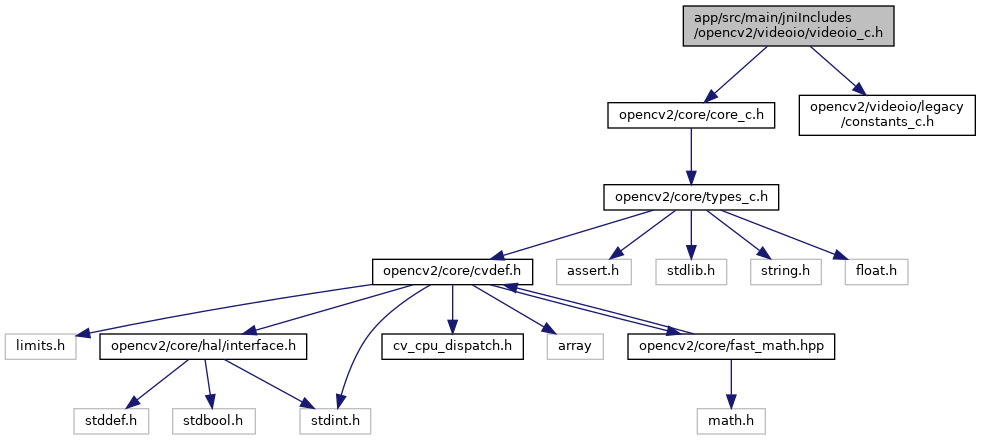 app/src/main/jniIncludes
/opencv2/videoio/videoio_c.h
opencv2/core/core_c.h
opencv2/videoio/legacy
/constants_c.h
opencv2/core/types_c.h
opencv2/core/cvdef.h
assert.h
stdlib.h
string.h
float.h
limits.h
opencv2/core/hal/interface.h
cv_cpu_dispatch.h
array
opencv2/core/fast_math.hpp
stddef.h
stdbool.h
stdint.h
math.h